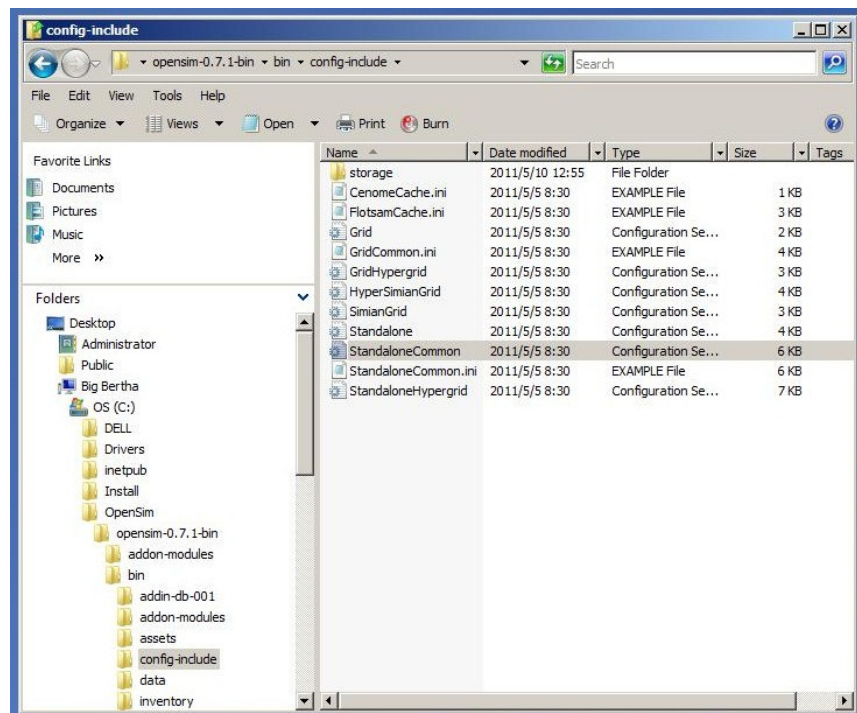 config-include
opensim-0.7.1-bin bin config-include
Search
File Edit View Tools Help
Organize Views Open Print Burn
Favorite Links
Documents
Pictures
Music
More »
Folders
Desktop
Administrator
Public
Big Bertha
OS (C:)
DELL
Drivers
inetpub
Install
OpenSim
opensim-0.7.1-bin
addon-modules
bin
addin-db-001
addon-modules
assets
config-include
data
inventory
Name Date modified Type Size Tags
storage 2011/5/10 12:55 File Folder
CenomeCache.ini 2011/5/5 8:30 EXAMPLE File 1 KB
FlotsamCache.ini 2011/5/5 8:30 EXAMPLE File 3 KB
Grid 2011/5/5 8:30 Configuration Se... 2 KB
GridCommon.ini 2011/5/5 8:30 EXAMPLE File 4 KB
GridHypergrid 2011/5/5 8:30 Configuration Se... 3 KB
HyperSimianGrid 2011/5/5 8:30 Configuration Se... 4 KB
SimianGrid 2011/5/5 8:30 Configuration Se... 3 KB
Standalone 2011/5/5 8:30 Configuration Se... 4 KB
StandaloneCommon 2011/5/5 8:30 Configuration Se... 6 KB
StandaloneCommon.ini 2011/5/5 8:30 EXAMPLE File 6 KB
StandaloneHypergrid 2011/5/5 8:30 Configuration Se... 7 KB